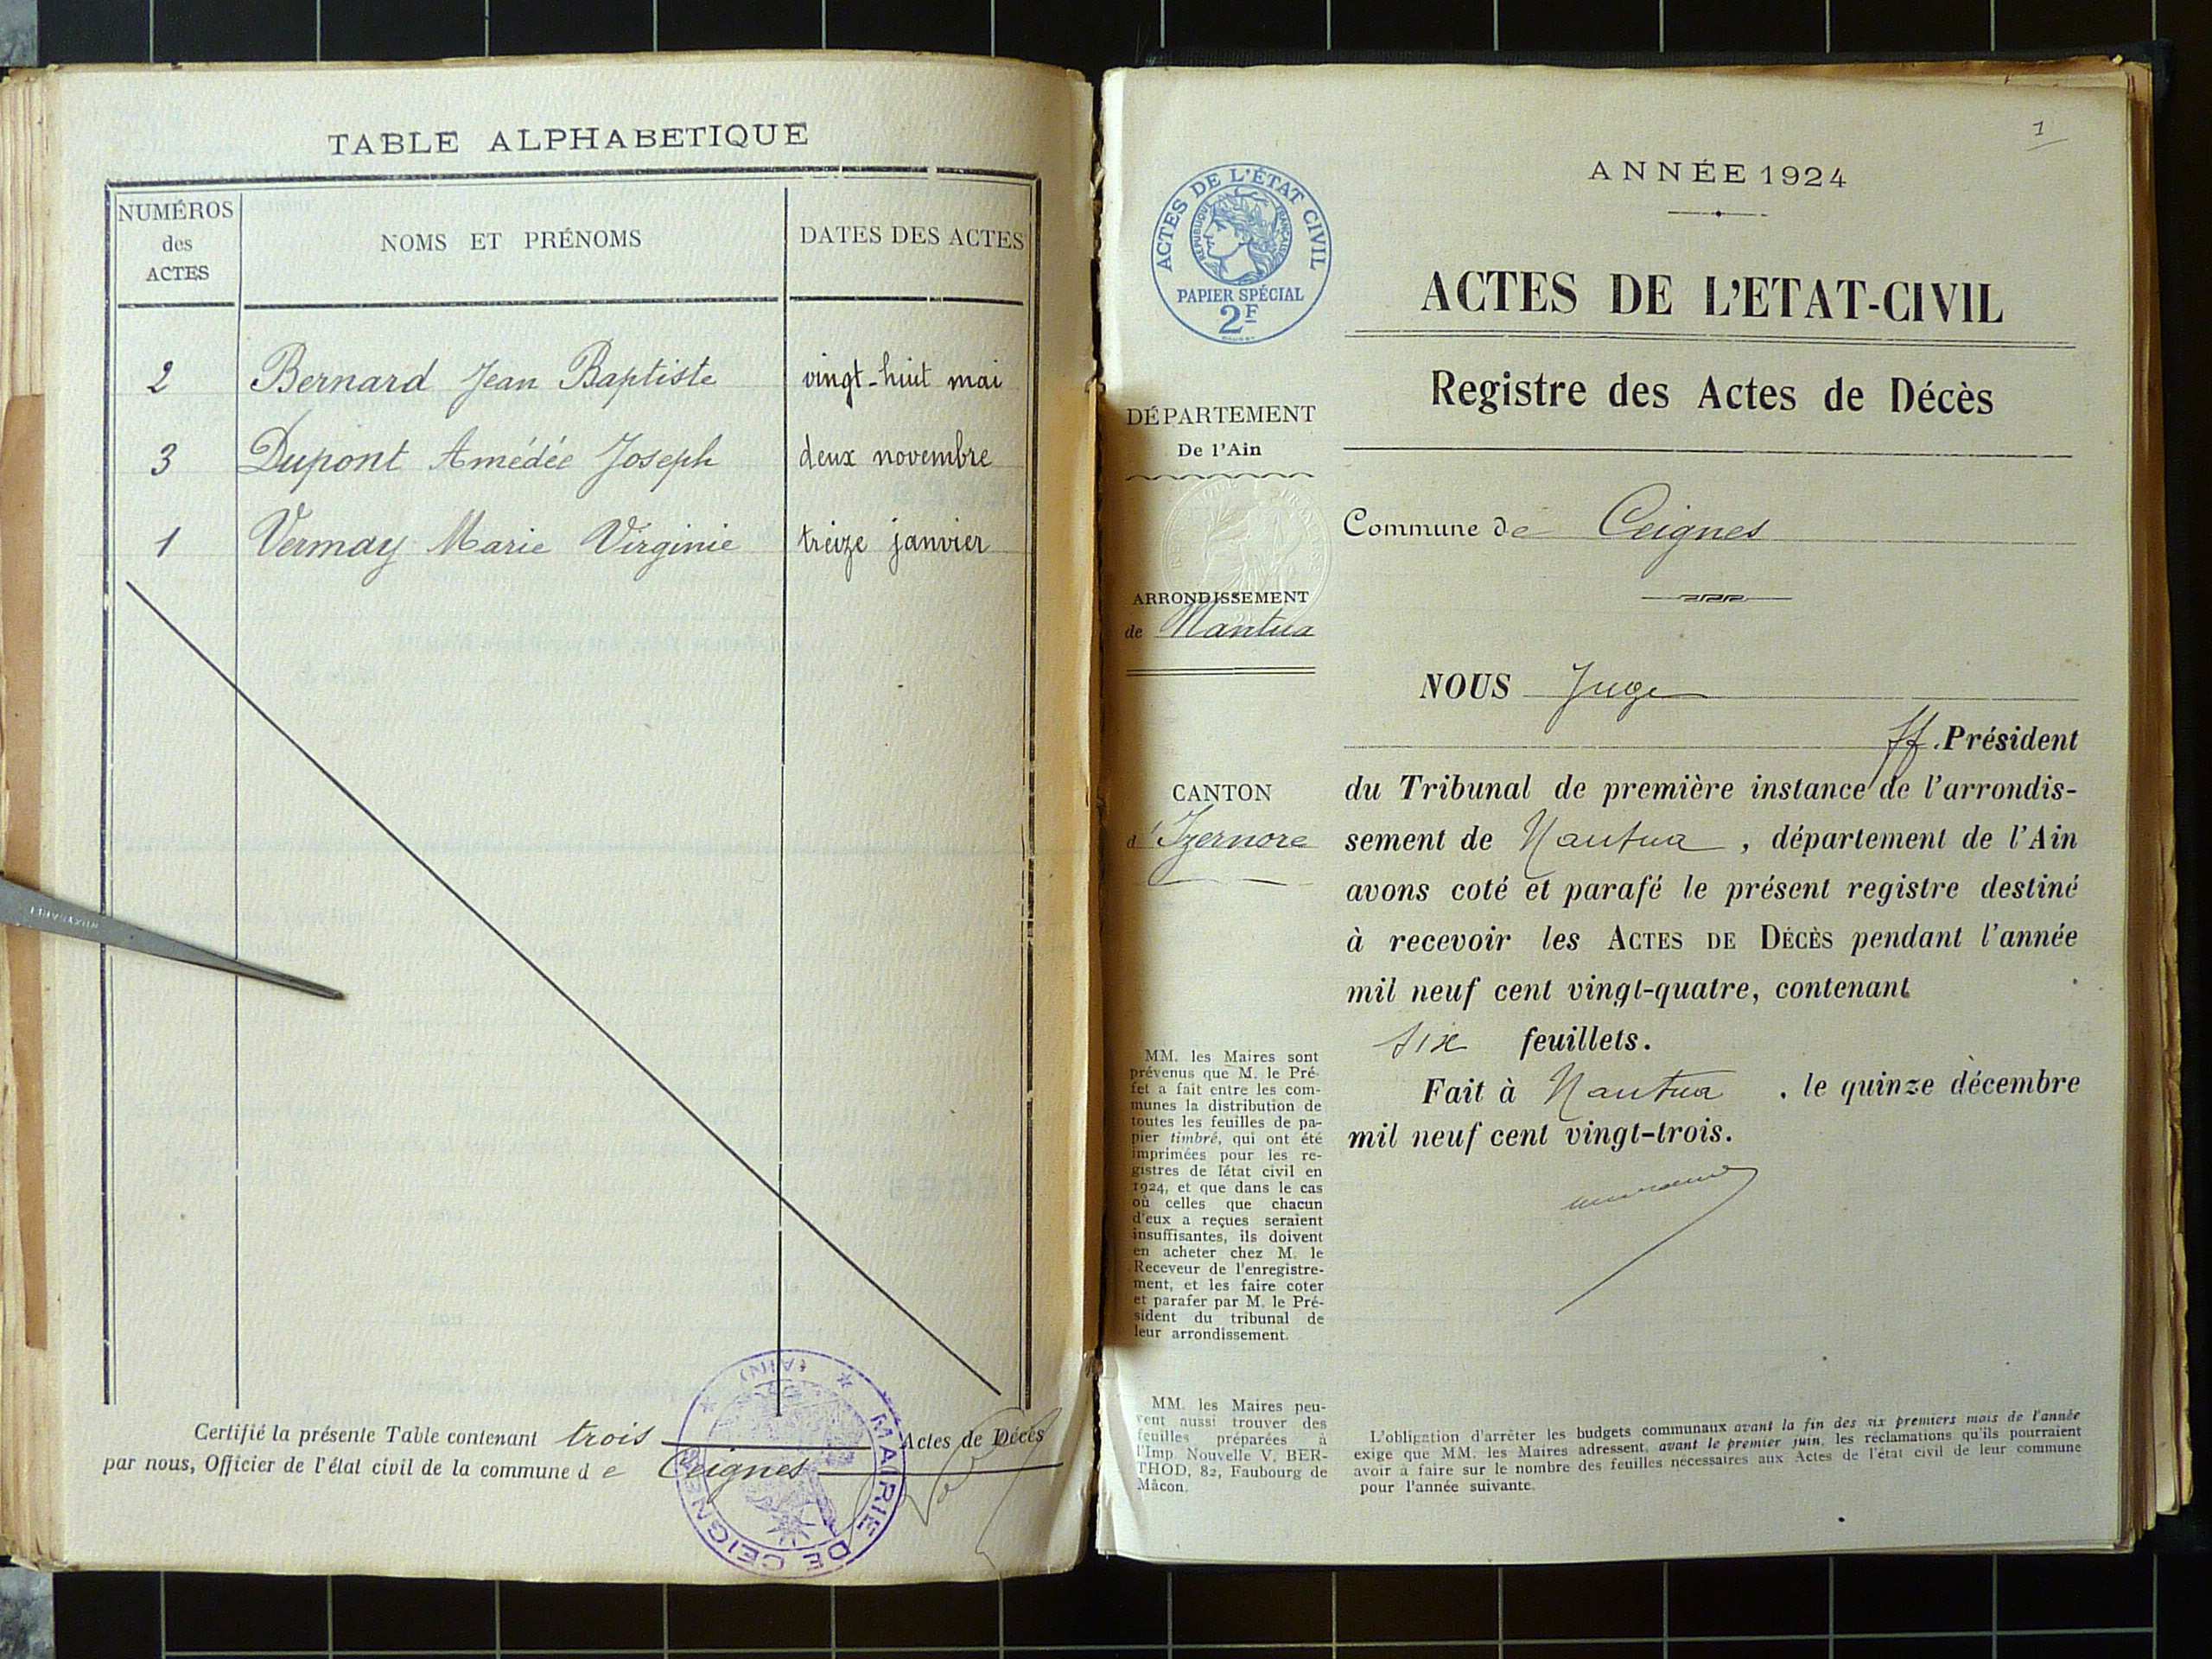 TABLE ALPHABETIQUE
NUMÉROS
des
ACTES
NOMS ET PRÉNOMS
DATES DES ACTES
2 Bernard Jean Baptiste vingt-huit mai
3 Dupont Amédée Joseph deux novembre
1 Vermay Marie Virginie treize janvier
Certifié la présente Table contenant trois Actes de Décès
par nous, Officier de l'état civil de la commune de Ceignes
MAIRIE DE CEIGNES
(AIN)
1
ANNÉE 1924
ACTES DE L'ÉTAT CIVIL
RÉPUBLIQUE FRANÇAISE
PAPIER SPÉCIAL
2F
ACTES DE L'ETAT-CIVIL
Registre des Actes de Décès
DÉPARTEMENT
De l'Ain
Commune de Ceignes
ARRONDISSEMENT
de Nantua
NOUS Juge
ff. Président
CANTON
d'Izernore
du Tribunal de première instance de l'arrondis-
sement de Nantua, département de l'Ain
avons coté et parafé le présent registre destiné
à recevoir les ACTES DE DÉCÈS pendant l'année
mil neuf cent vingt-quatre, contenant
six feuillets.
Fait à Nantua, le quinze décembre
mil neuf cent vingt-trois.
MM. les Maires sont
prévenus que M. le Pré-
fet a fait entre les com-
munes la distribution de
toutes les feuilles de pa-
pier timbré, qui ont été
imprimées pour les re-
gistres de létat civil en
1924, et que dans le cas
où celles que chacun
d'eux a reçues seraient
insuffisantes, ils doivent
en acheter chez M. le
Receveur de l'enregistre-
ment, et les faire coter
et parafer par M. le Pré-
sident du tribunal de
leur arrondissement.
MM. les Maires peu-
vent aussi trouver des
feuilles préparées à
l'Imp. Nouvelle V. BER-
THOD, 82, Faubourg de
Mâcon.
L'obligation d'arrêter les budgets communaux avant la fin des six premiers mois de l'année
exige que MM. les Maires adressent, avant le premier juin, les réclamations qu'ils pourraient
avoir à faire sur le nombre des feuilles nécessaires aux Actes de l'état civil de leur commune
pour l'année suivante.